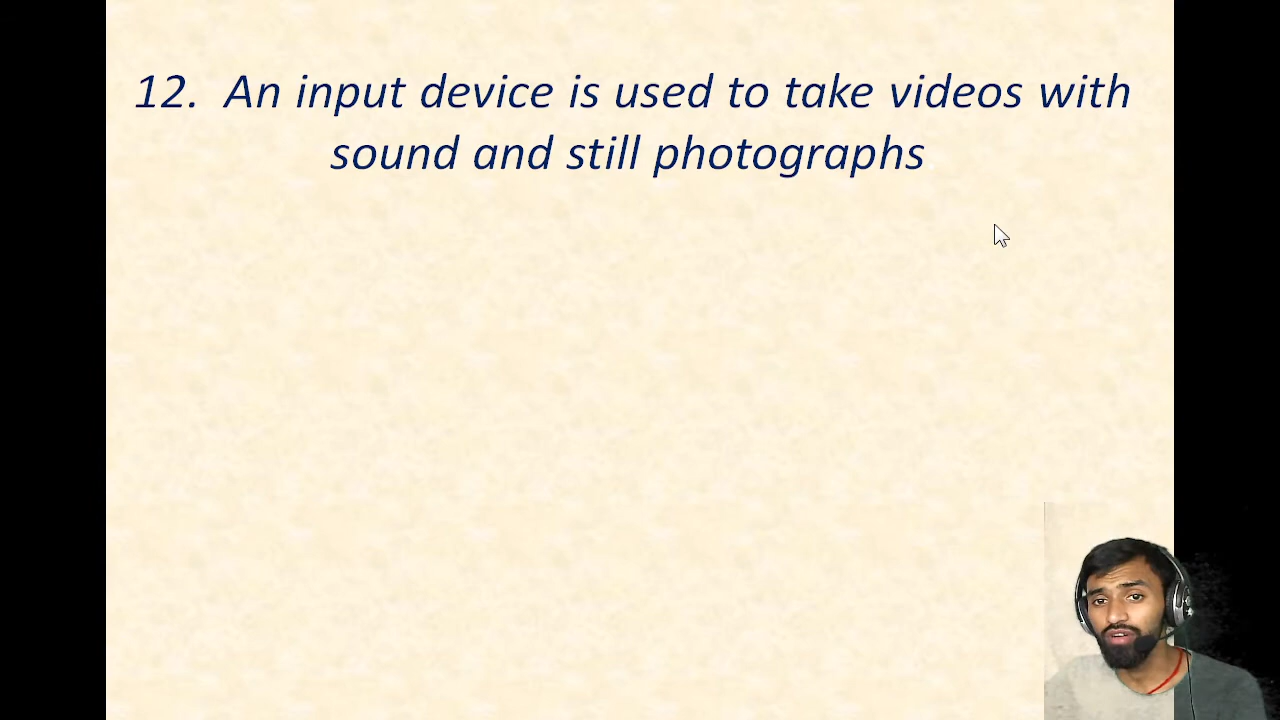 12. An input device is used to take videos with
sound and still photographs